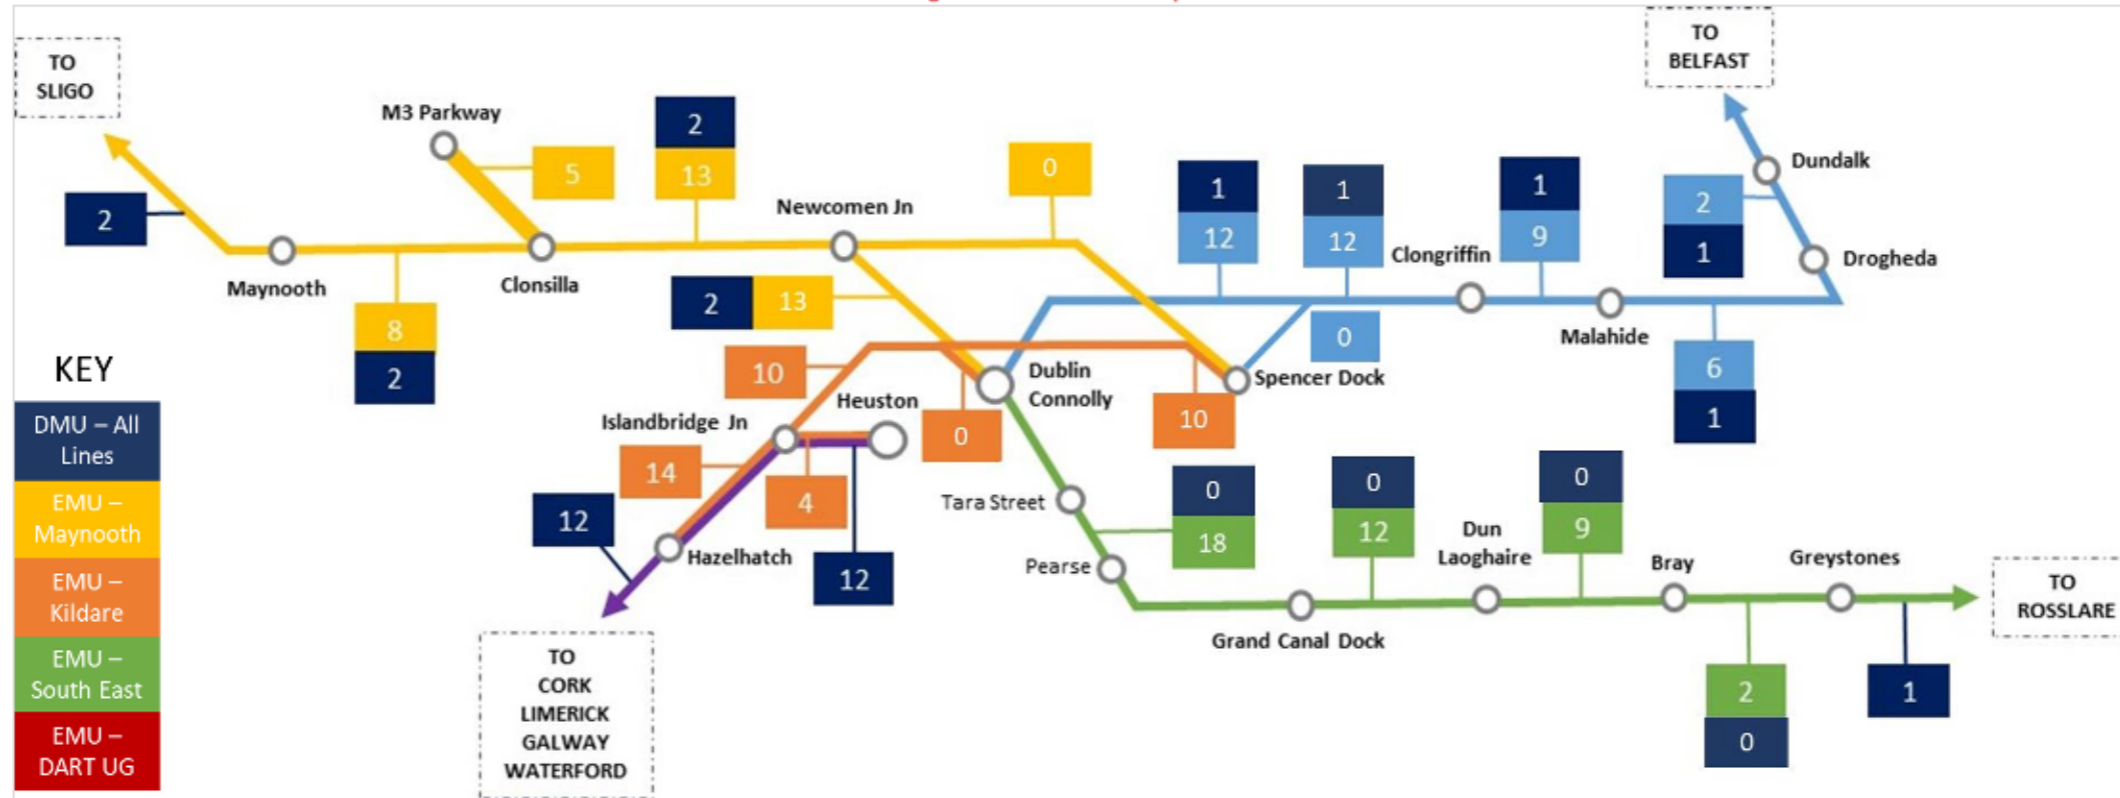 TO
SLIGO
TO
BELFAST
M3 Parkway
2
13
5
0
Newcomen Jn
1
12
1
12
1
9
Clongriffin
2
1
Dundalk
Drogheda
2
Maynooth
Clonsilla
8
2
2
13
0
Malahide
6
1
KEY
DMU – All
Lines
EMU –
Maynooth
EMU –
Kildare
EMU –
South East
EMU –
DART UG
10
Heuston
Islandbridge Jn
0
Dublin
Connolly
Spencer Dock
10
14
4
12
Hazelhatch
12
Tara Street
Pearse
0
18
0
12
0
9
Grand Canal Dock
Dun
Laoghaire
Bray
Greystones
2
0
1
TO
ROSSLARE
TO
CORK
LIMERICK
GALWAY
WATERFORD